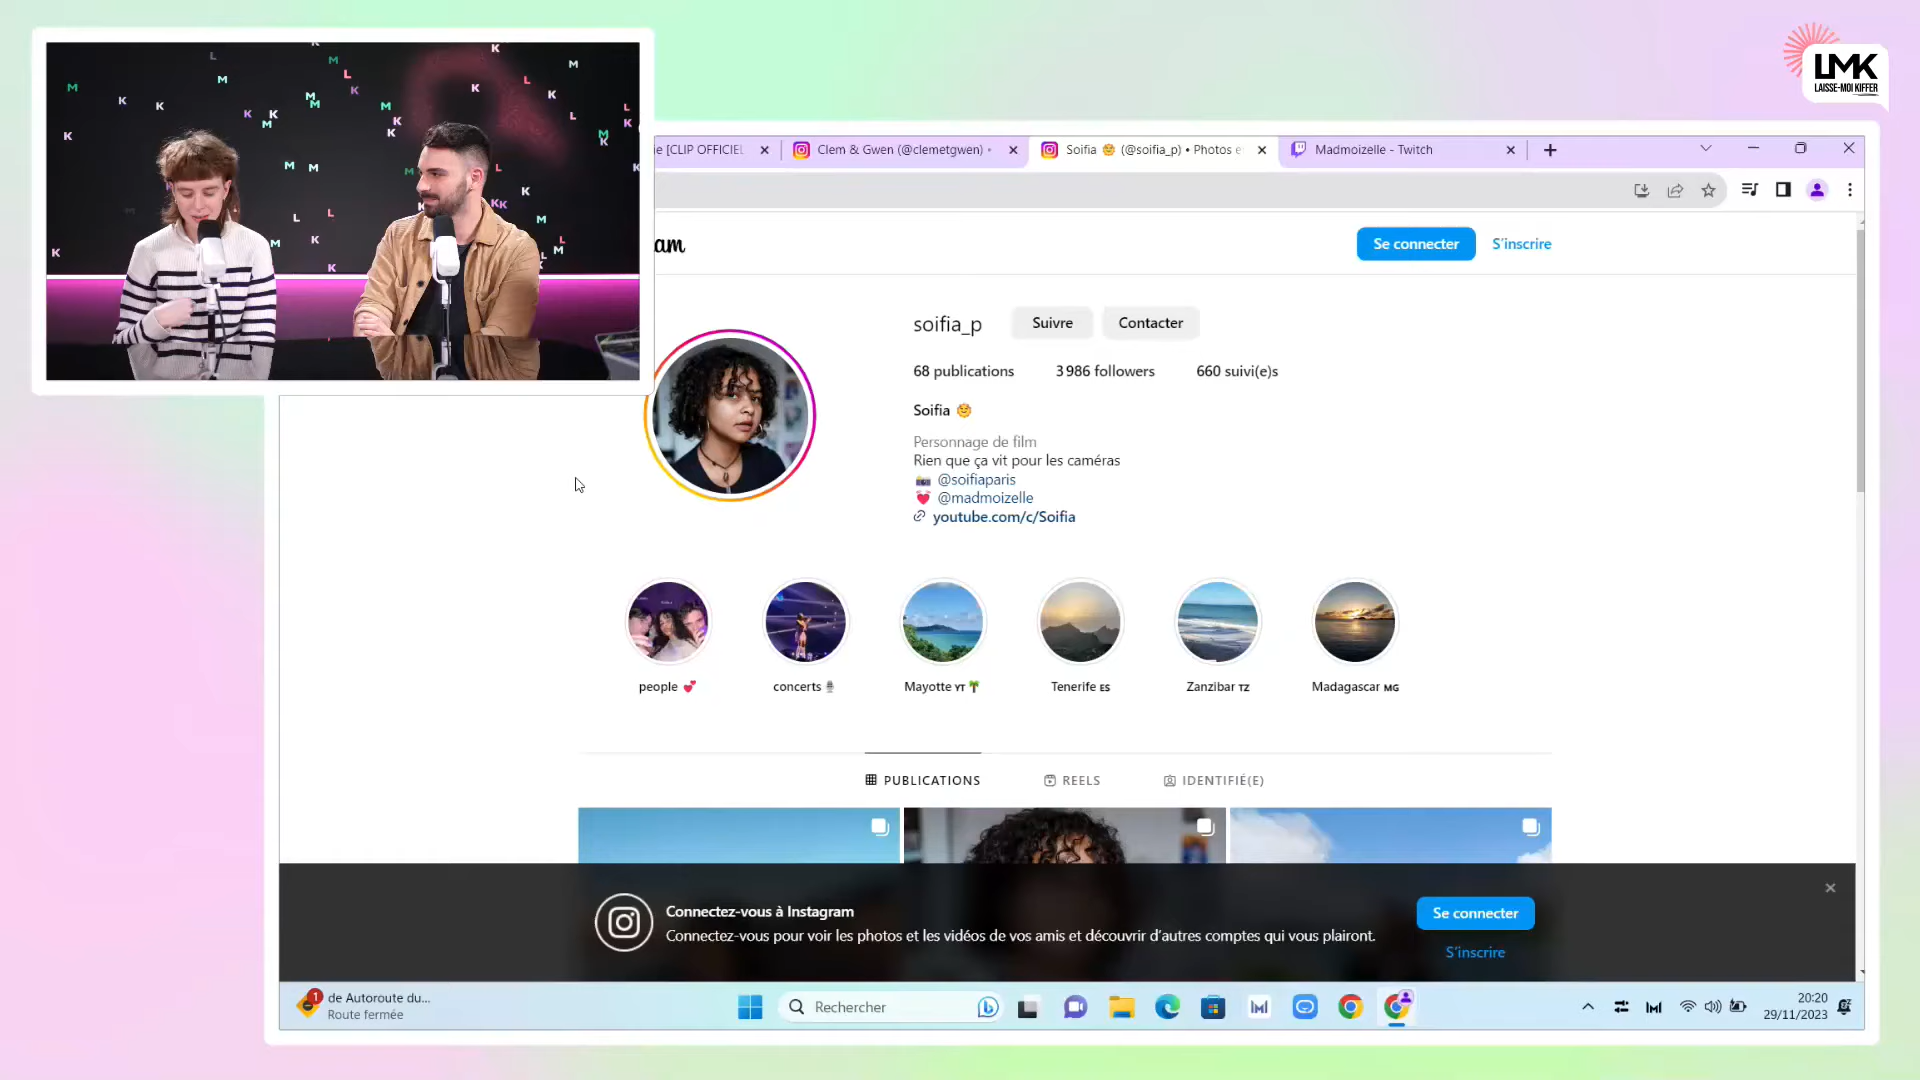 LMK
LAISSE-MOI KIFFER
ie [CLIP OFFICIEL
Clem & Gwen (@clemetgwen) •
Soifia 🤠 (@soifia_p) • Photos e
Madmoizelle - Twitch
am
Se connecter
S'inscrire
soifia_p
Suivre
Contacter
68 publications
3 986 followers
660 suivi(e)s
Soifia
Personnage de film
Rien que ça vit pour les caméras
📸 @soifiaparis
💓 @madmoizelle
youtube.com/c/Soifia
people 💕
concerts 🎙️
Mayotte YT 🌴
Tenerife ES
Zanzibar TZ
Madagascar MG
PUBLICATIONS
REELS
IDENTIFIÉ(E)
Connectez-vous à Instagram
Connectez-vous pour voir les photos et les vidéos de vos amis et découvrir d'autres comptes qui vous plairont.
Se connecter
S'inscrire
1
de Autoroute du...
Route fermée
Rechercher
20:20
29/11/2023